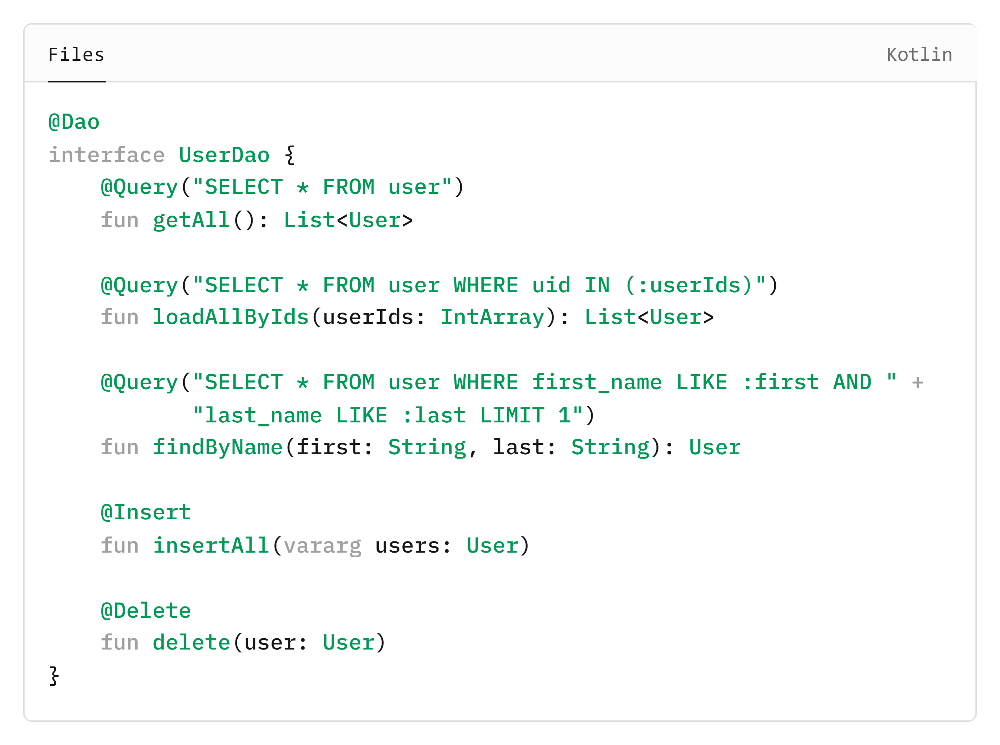 Files
Kotlin
@Dao
interface UserDao {
    @Query("SELECT * FROM user")
    fun getAll(): List<User>

    @Query("SELECT * FROM user WHERE uid IN (:userIds)")
    fun loadAllByIds(userIds: IntArray): List<User>

    @Query("SELECT * FROM user WHERE first_name LIKE :first AND " +
           "last_name LIKE :last LIMIT 1")
    fun findByName(first: String, last: String): User

    @Insert
    fun insertAll(vararg users: User)

    @Delete
    fun delete(user: User)
}